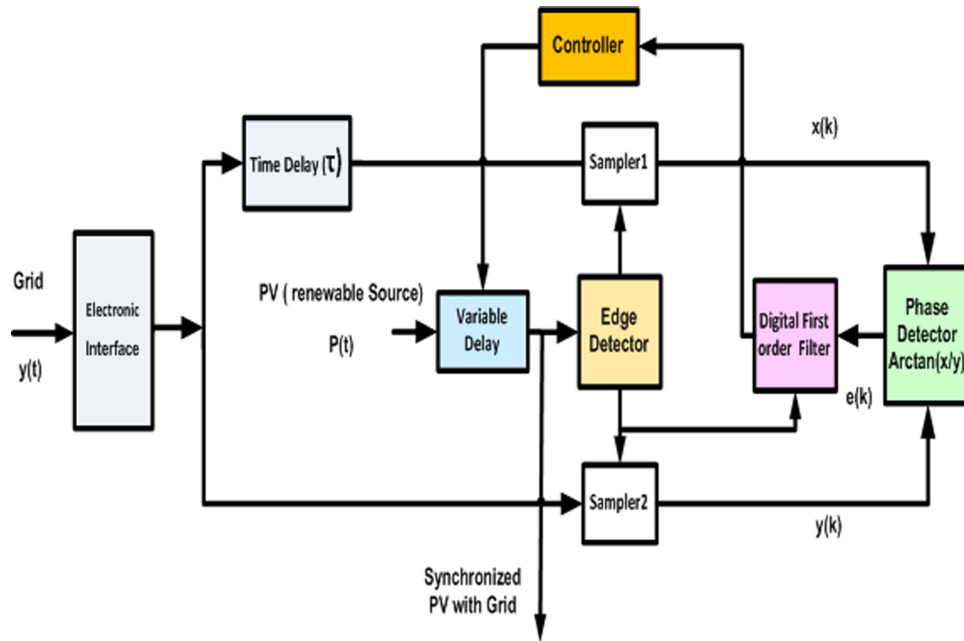 Controller
x(k)
Time Delay (τ)
Sampler1
Grid
y(t)
Electronic
Interface
PV ( renewable Source)
P(t)
Variable
Delay
Edge
Detector
Digital First
order Filter
Phase
Detector
Arctan(x/y)
e(k)
Sampler2
y(k)
Synchronized
PV with Grid